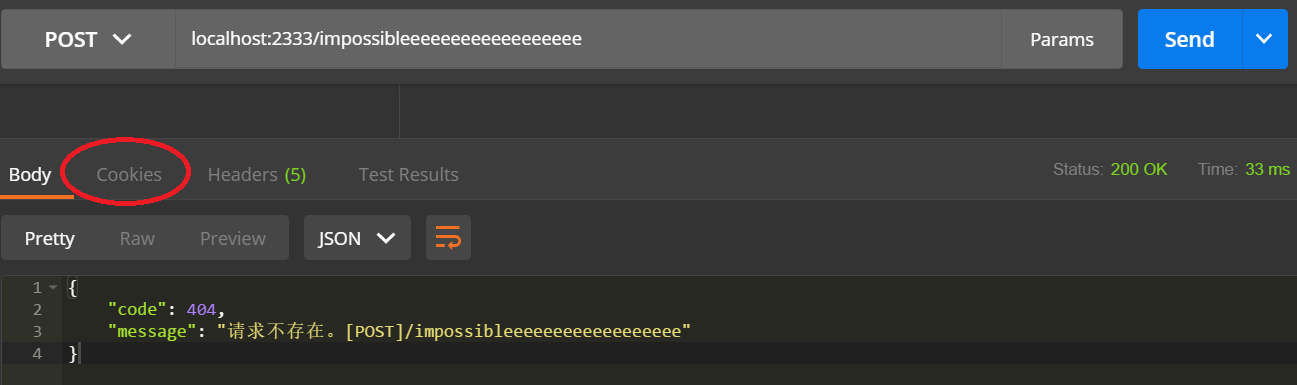 POST localhost:2333/impossibleeeeeeeeeeeeeeeeee Params Send
Body Cookies Headers (5) Test Results Status: 200 OK Time: 33 ms
Pretty Raw Preview JSON
1 {
2 "code": 404,
3 "message": "请求不存在。[POST]/impossibleeeeeeeeeeeeeeeeee"
4 }